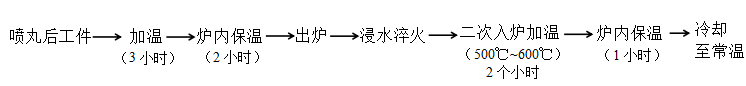 喷丸后工件 加温 炉内保温 出炉 浸水淬火 二次入炉加温 炉内保温 冷却
（3 小时） （2 小时） （500℃~600℃） （1 小时） 至常温
2 个小时